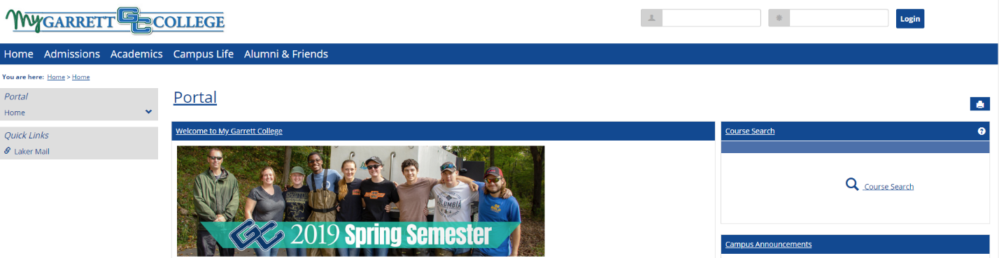 My GARRETT GC COLLEGE
Login
Home Admissions Academics Campus Life Alumni & Friends
You are here: Home > Home
Portal
Home
Quick Links
Laker Mail
Portal
Welcome to My Garrett College
GC 2019 Spring Semester
COLUMBIA
Course Search
Course Search
Campus Announcements